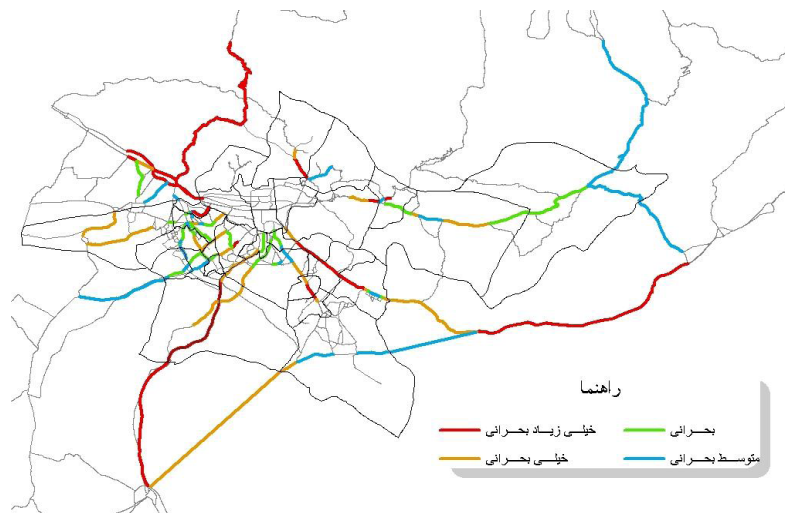 راهنما
خیلی زیاد بحرانی
بحرانی
خیلی بحرانی
متوسط بحرانی